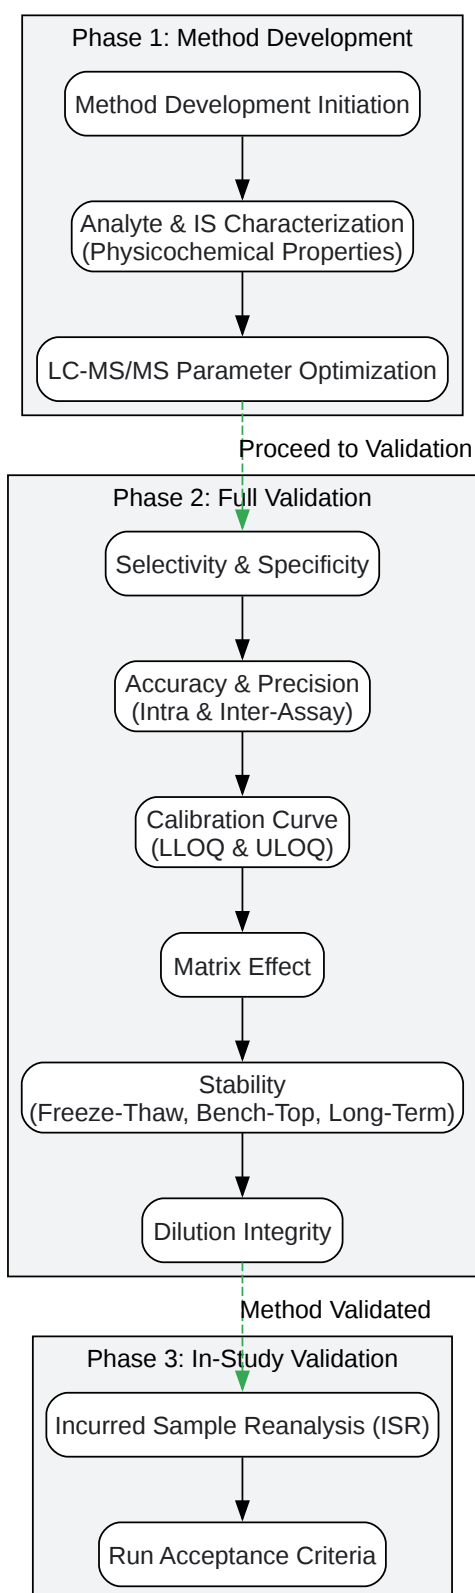 Phase 1: Method Development
Method Development Initiation
Analyte & IS Characterization
(Physicochemical Properties)
LC-MS/MS Parameter Optimization
Proceed to Validation
Phase 2: Full Validation
Selectivity & Specificity
Accuracy & Precision
(Intra & Inter-Assay)
Calibration Curve
(LLOQ & ULOQ)
Matrix Effect
Stability
(Freeze-Thaw, Bench-Top, Long-Term)
Dilution Integrity
Method Validated
Phase 3: In-Study Validation
Incurred Sample Reanalysis (ISR)
Run Acceptance Criteria